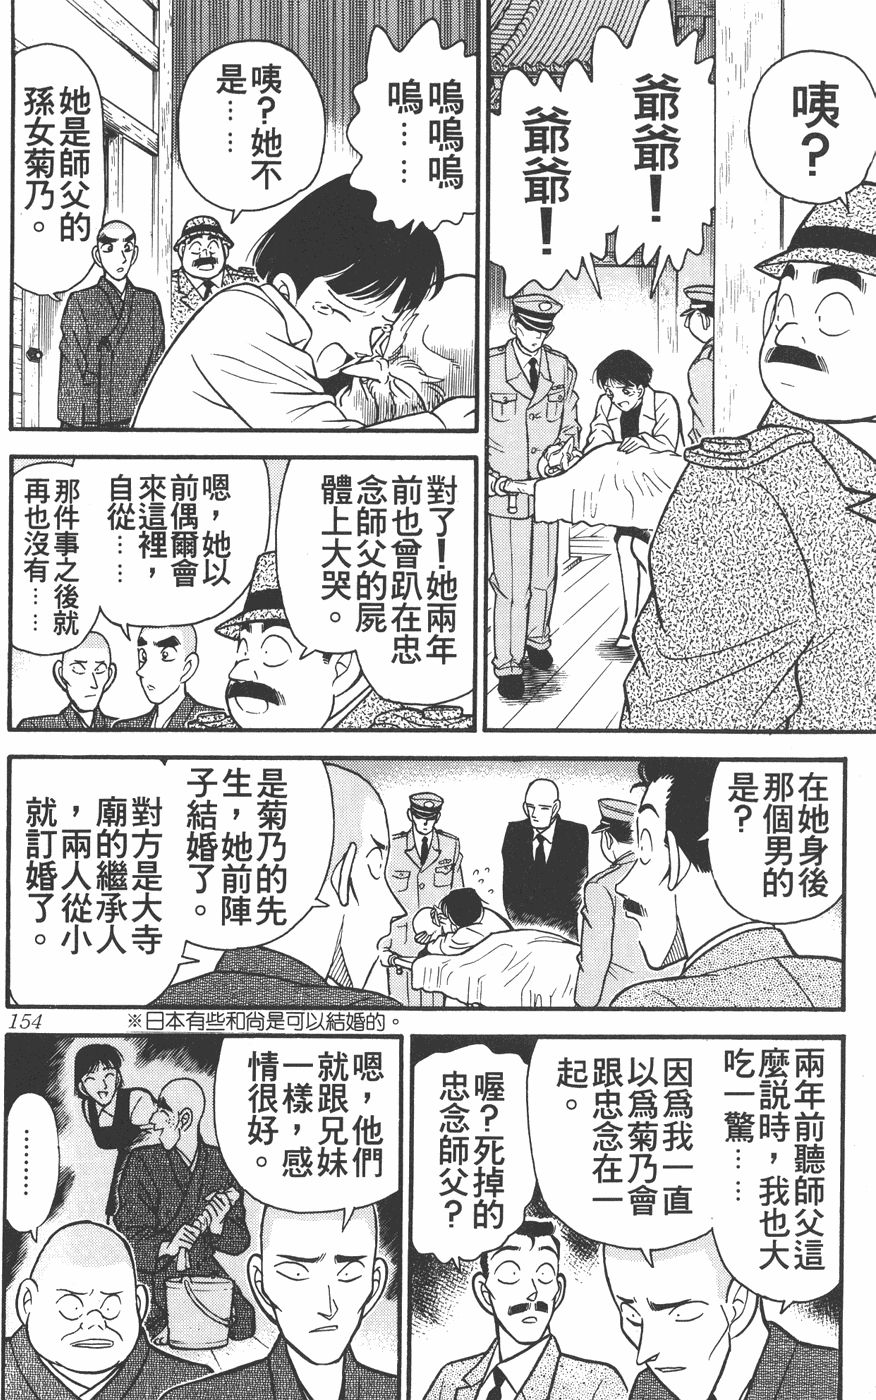 咦？
爺爺！
爺爺！
嗚嗚嗚
嗚……
咦？她不
是……
她是師父的
孫女菊乃。
對了！她兩年
前也曾趴在忠
念師父的屍
體上大哭。
嗯，她以
前偶爾會
來這裡，
自從……
那件事之後就
再也沒有……
在她身後
那個男的
是？
是菊乃的先
生，她前陣
子結婚了。
對方是大寺
廟的繼承人
，兩人從小
就訂婚了。
154
※日本有些和尚是可以結婚的。
兩年前聽師父這
麼說時，我也大
吃一驚……
因為我一直
以為菊乃會
跟忠念在一
起。
喔？死掉的
忠念師父？
嗯，他們
就跟兄妹
一樣，感
情很好。
………